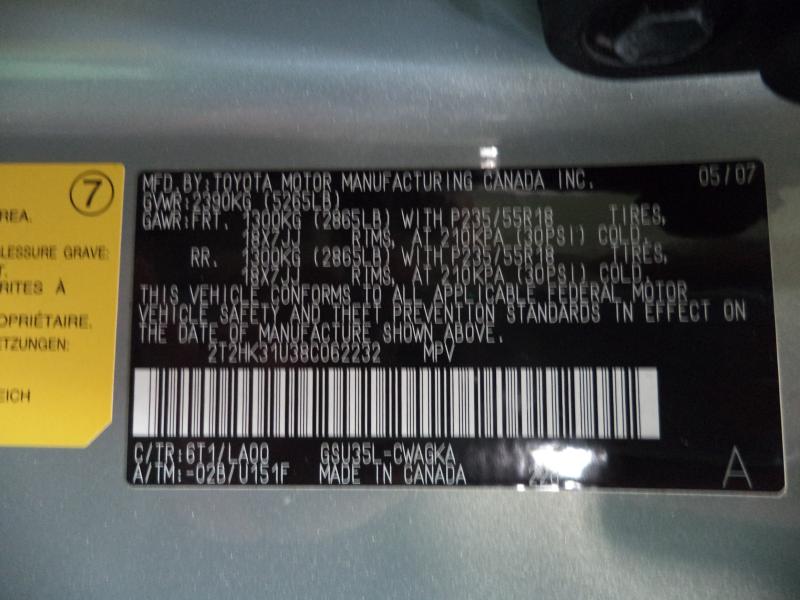 7
REA.
LESSURE GRAVE:
T.
RITES À
OPRIÉTAIRE.
ETZUNGEN:
EICH
MFD.BY:TOYOTA MOTOR MANUFACTURING CANADA INC. 05/07
GVWR:2390KG (5265LB)
GAWR:FRT. 1300KG (2865LB) WITH P235/55R18 TIRES,
18X7JJ RIMS, AT 210KPA (30PSI) COLD.
RR. 1300KG (2865LB) WITH P235/55R18 TIRES,
18X7JJ RIMS, AT 210KPA (30PSI) COLD.
THIS VEHICLE CONFORMS TO ALL APPLICABLE FEDERAL MOTOR
VEHICLE SAFETY AND THEFT PREVENTION STANDARDS IN EFFECT ON
THE DATE OF MANUFACTURE SHOWN ABOVE.
2T2HK31U38C062232 MPV
C/TR:6T1/LA00 GSU35L-CWAGKA
A/TM:-02B/U151F MADE IN CANADA A